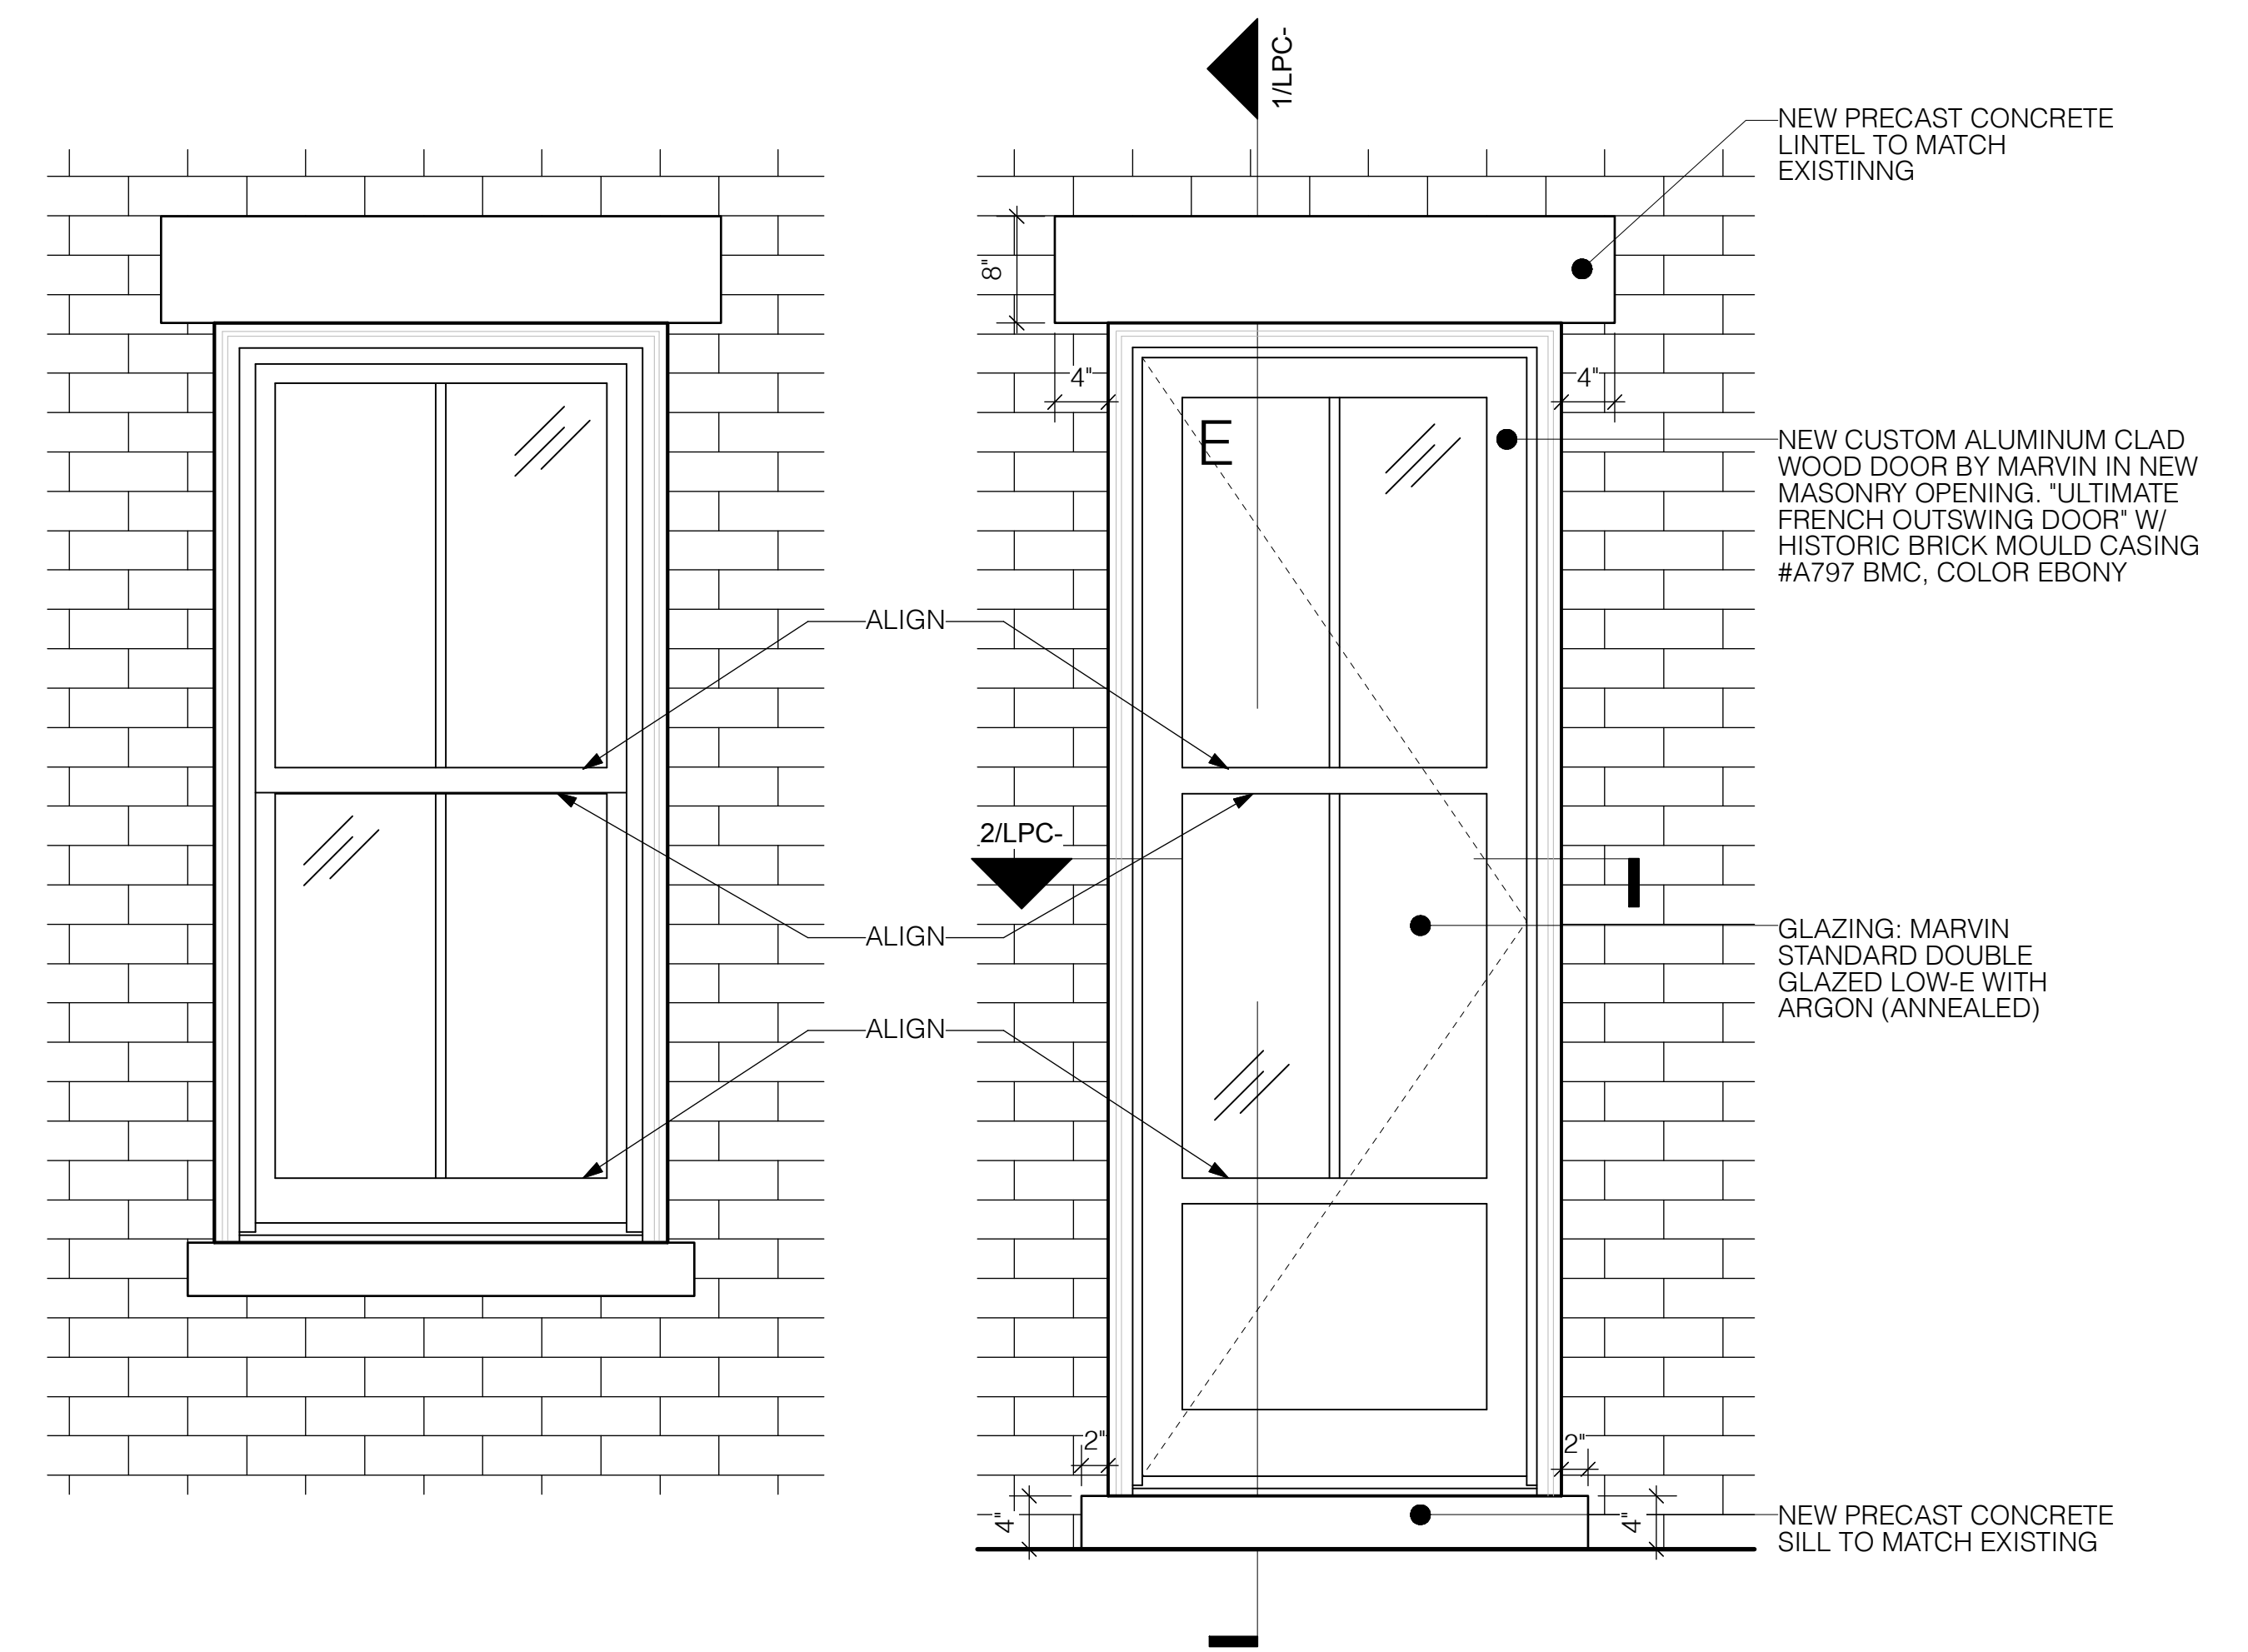 1/LPC-
NEW PRECAST CONCRETE
LINTEL TO MATCH
EXISTINNG
8"
4"
4"
E
NEW CUSTOM ALUMINUM CLAD
WOOD DOOR BY MARVIN IN NEW
MASONRY OPENING. "ULTIMATE
FRENCH OUTSWING DOOR" W/
HISTORIC BRICK MOULD CASING
#A797 BMC, COLOR EBONY
ALIGN
2/LPC-
ALIGN
GLAZING: MARVIN
STANDARD DOUBLE
GLAZED LOW-E WITH
ARGON (ANNEALED)
ALIGN
2"
2"
4"
4"
NEW PRECAST CONCRETE
SILL TO MATCH EXISTING